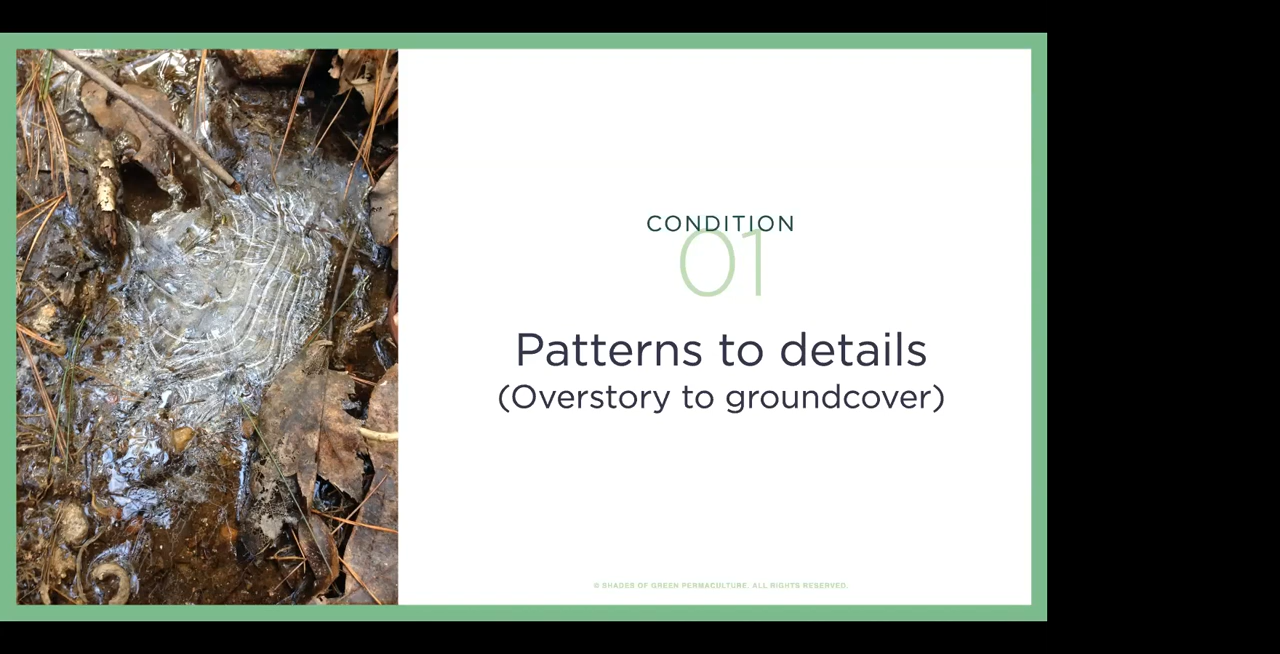 CONDITION
01
Patterns to details
(Overstory to groundcover)
© SHADES OF GREEN PERMACULTURE. ALL RIGHTS RESERVED.